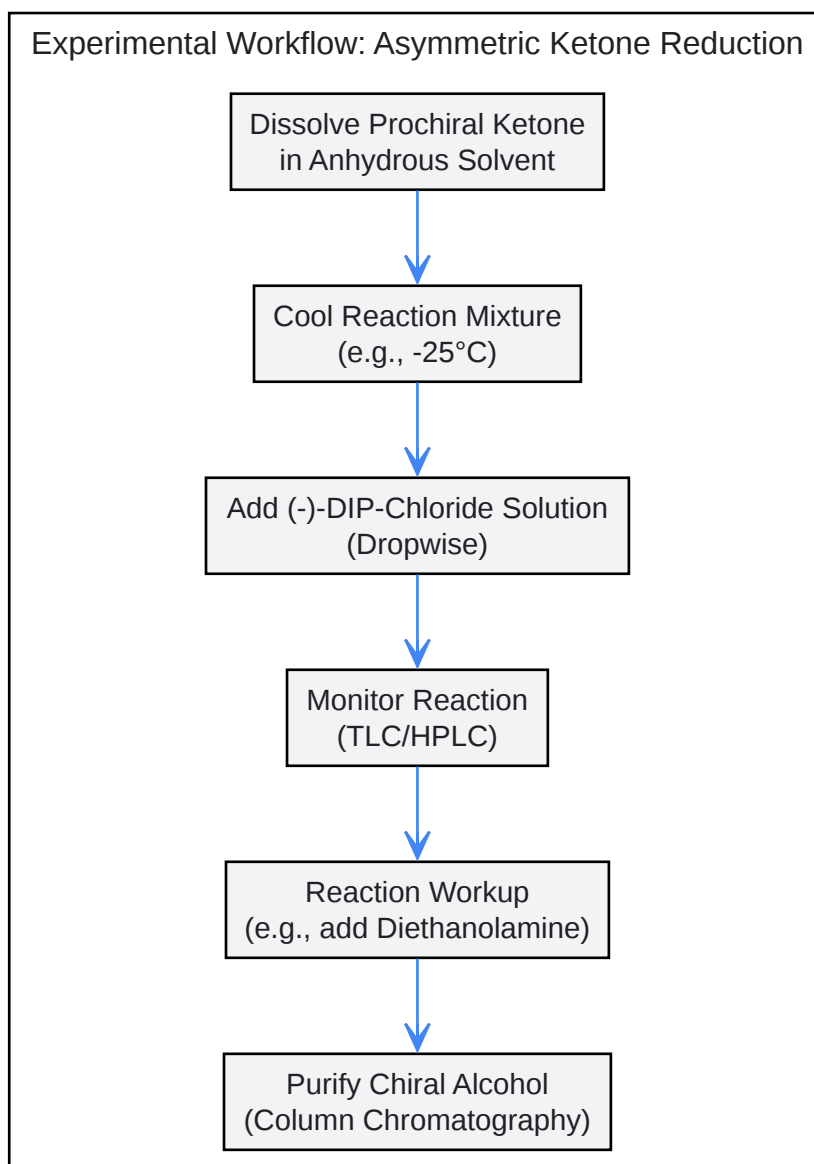 Experimental Workflow: Asymmetric Ketone Reduction
Dissolve Prochiral Ketone
in Anhydrous Solvent
Cool Reaction Mixture
(e.g., -25°C)
Add (-)-DIP-Chloride Solution
(Dropwise)
Monitor Reaction
(TLC/HPLC)
Reaction Workup
(e.g., add Diethanolamine)
Purify Chiral Alcohol
(Column Chromatography)